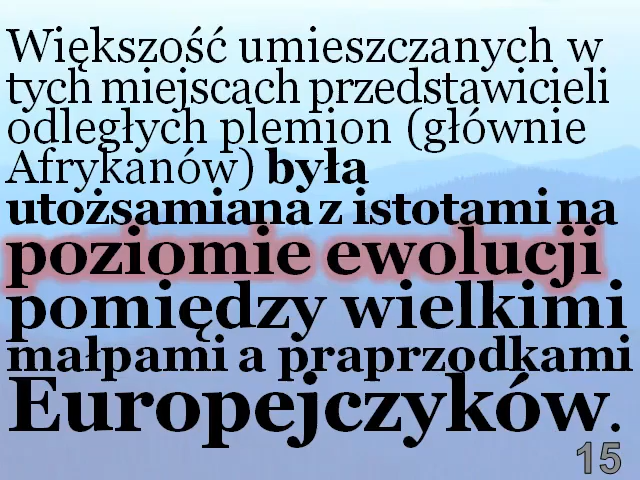 Większość umieszczanych w
tych miejscach przedstawicieli
odległych plemion (głównie
Afrykanów) była
utożsamiana z istotami na
poziomie ewolucji
pomiędzy wielkimi
małpami a praprzodkami
Europejczyków.
15